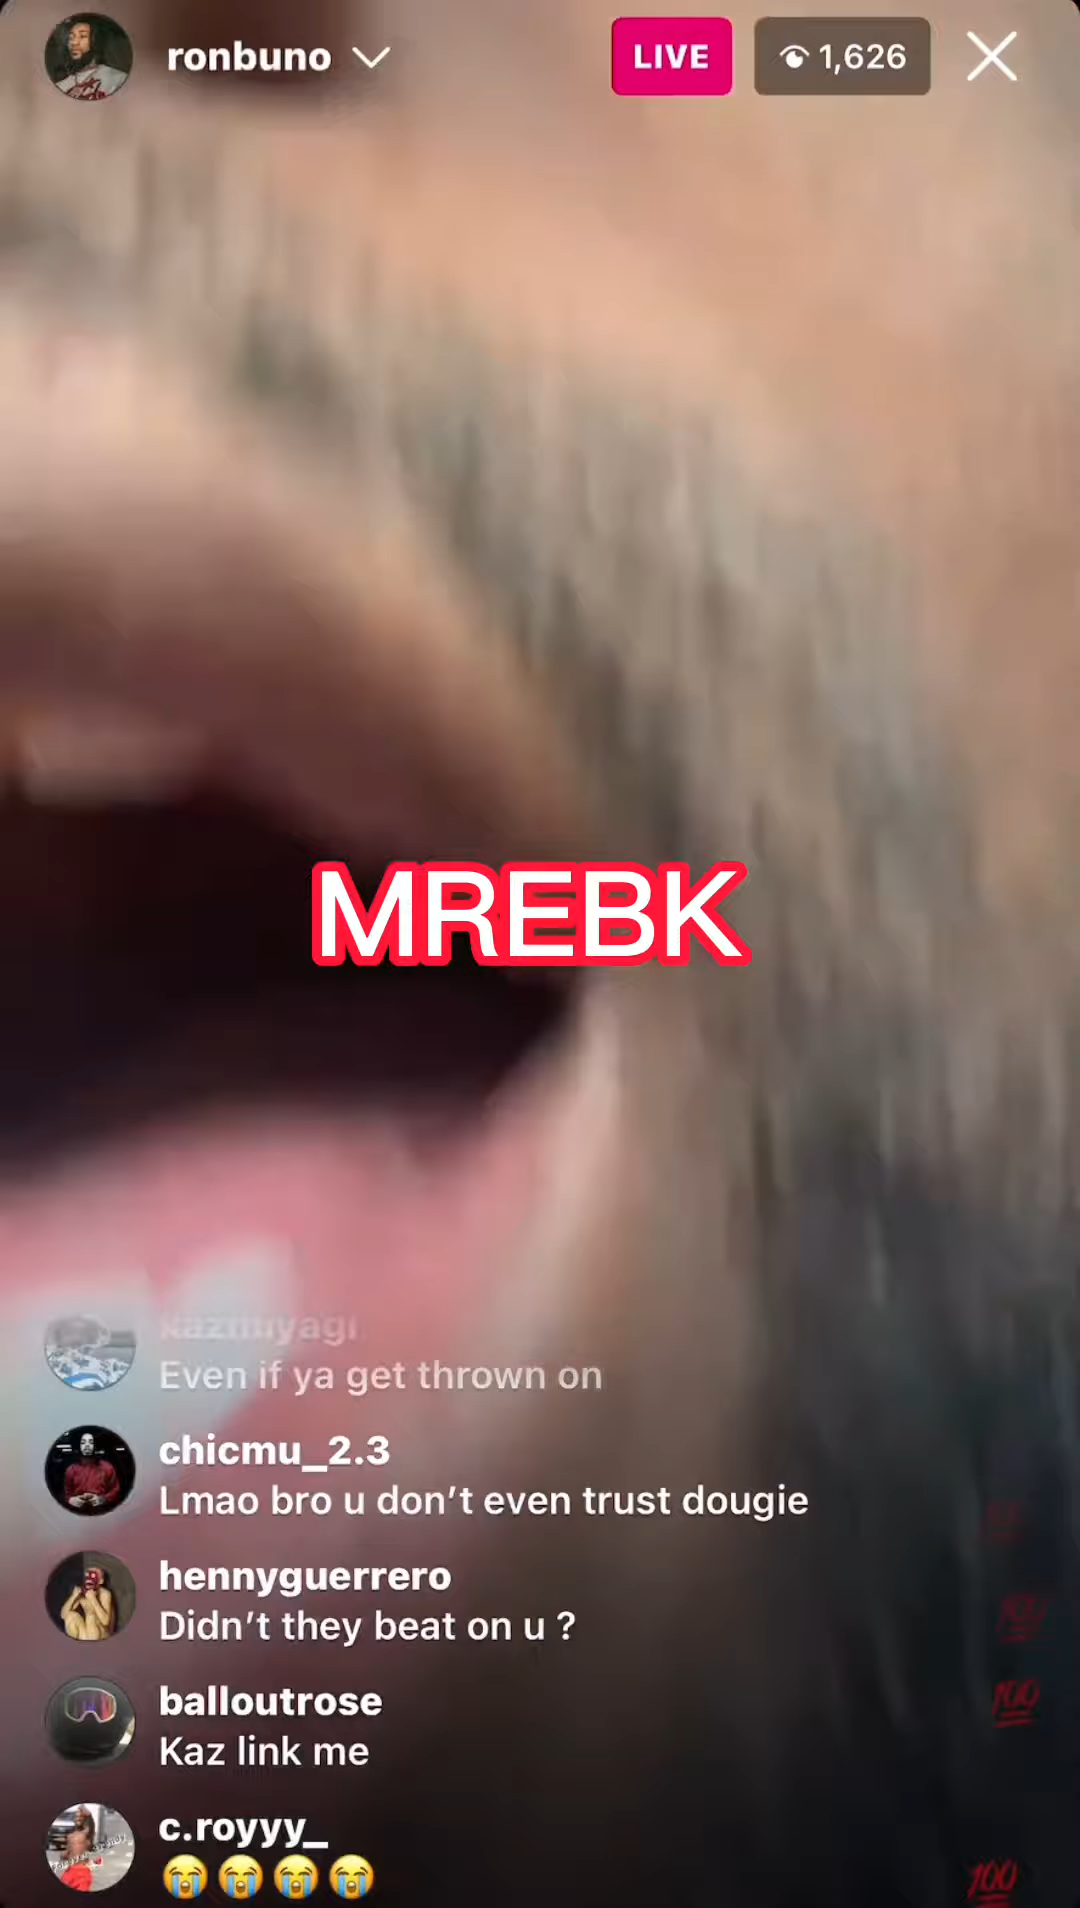 ronbuno
LIVE
1,626
MREBK
kazmiyagi
Even if ya get thrown on
chicmu_2.3
Lmao bro u don’t even trust dougie
hennyguerrero
Didn’t they beat on u ?
balloutrose
Kaz link me
c.royyy_
😭😭😭😭
💯
💯
💯